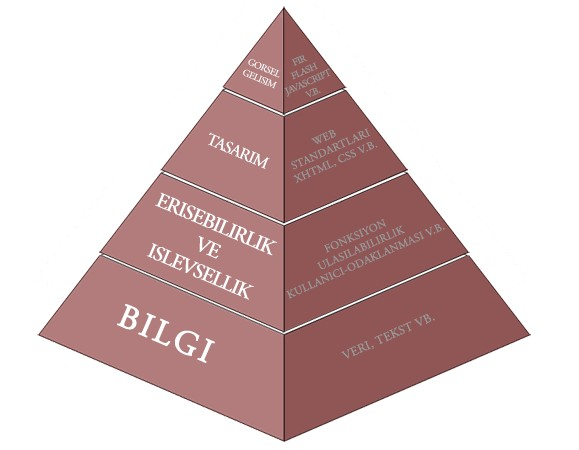 GORSEL
GELISIM
FIR
FLASH
JAVASCRIPT
V.B.
TASARIM
WEB
STANDARTLARI
XHTML, CSS V.B.
ERISEBILIRLIK
VE
ISLEVSELLIK
FONKSIYON
ULASILABILIRLIK
KULLANICI-ODAKLANMASI V.B.
BILGI
VERI, TEKST VB.